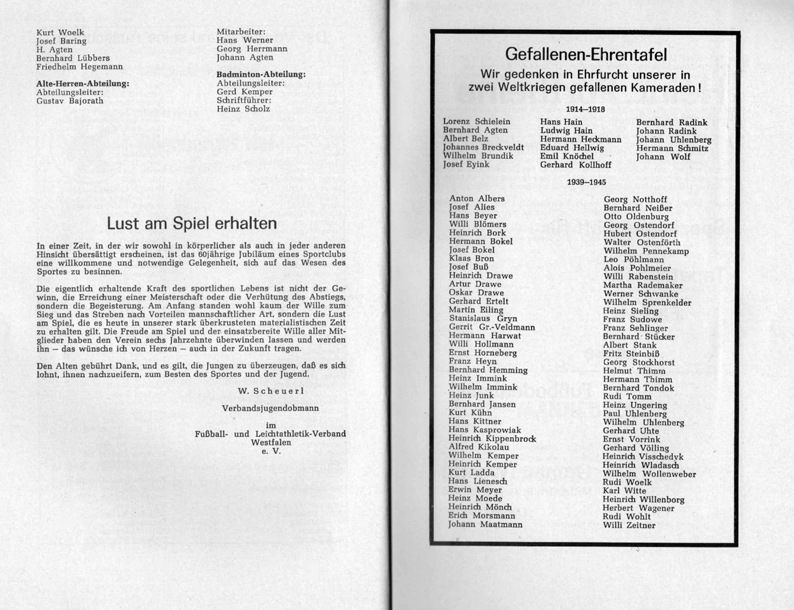 Kurt Woelk
Josef Baring
H. Agten
Bernhard Lübbers
Friedhelm Hegemann
Alte-Herren-Abteilung:
Abteilungsleiter:
Gustav Bajorath
Mitarbeiter:
Hans Werner
Georg Herrmann
Johann Agten
Badminton-Abteilung:
Abteilungsleiter:
Gerd Kemper
Schriftführer:
Heinz Scholz
Lust am Spiel erhalten
In einer Zeit, in der wir sowohl in körperlicher als auch in jeder anderen
Hinsicht übersättigt erscheinen, ist das 60jährige Jubiläum eines Sportclubs
eine willkommene und notwendige Gelegenheit, sich auf das Wesen des
Sportes zu besinnen.
Die eigentlich erhaltende Kraft des sportlichen Lebens ist nicht der Ge-
winn, die Erreichung einer Meisterschaft oder die Verhütung des Abstiegs,
sondern die Begeisterung. Am Anfang standen wohl kaum der Wille zum
Sieg und das Streben nach Vorteilen mannschaftlicher Art, sondern die Lust
am Spiel, die es heute in unserer stark überkrusteten materialistischen Zeit
zu erhalten gilt. Die Freude am Spiel und der einsatzbereite Wille aller Mit-
glieder haben den Verein sechs Jahrzehnte überwinden lassen und werden
ihn – das wünsche ich von Herzen – auch in der Zukunft tragen.
Den Alten gebührt Dank, und es gilt, die Jungen zu überzeugen, daß es sich
lohnt, ihnen nachzueifern, zum Besten des Sportes und der Jugend.
W. Scheuerl
Verbandsjugendobmann
im
Fußball- und Leichtathletik-Verband
Westfalen
e. V.
Gefallenen-Ehrentafel
Wir gedenken in Ehrfurcht unserer in
zwei Weltkriegen gefallenen Kameraden!
1914–1918
Lorenz Schielein
Bernhard Agten
Albert Belz
Johannes Breckveldt
Wilhelm Brundik
Josef Eyink
Hans Hain
Ludwig Hain
Hermann Heckmann
Eduard Hellwig
Emil Knöchel
Gerhard Kollhoff
Bernhard Radink
Johann Radink
Johann Uhlenberg
Hermann Schmitz
Johann Wolf
1939–1945
Anton Albers
Josef Alies
Hans Beyer
Willi Blömers
Heinrich Bork
Hermann Bokel
Josef Bokel
Klaas Bron
Josef Buß
Heinrich Drawe
Artur Drawe
Oskar Drawe
Gerhard Ertelt
Martin Eiling
Stanislaus Gryn
Gerrit Gr.-Veldmann
Hermann Harwat
Willi Hollmann
Ernst Horneberg
Franz Heyn
Bernhard Hemming
Heinz Immink
Wilhelm Immink
Heinz Junk
Bernhard Jansen
Kurt Kühn
Hans Kittner
Hans Kasprowiak
Heinrich Kippenbrock
Alfred Kikolau
Wilhelm Kemper
Heinrich Kemper
Kurt Ladda
Hans Lienesch
Erwin Meyer
Heinz Moede
Heinrich Mönch
Erich Morsmann
Johann Maatmann
Georg Notthoff
Bernhard Neißer
Otto Oldenburg
Georg Ostendorf
Hubert Ostendorf
Walter Ostenförth
Wilhelm Pennekamp
Leo Pöhlmann
Alois Pohlmeier
Willi Rabenstein
Martha Rademaker
Werner Schwanke
Wilhelm Sprenkelder
Heinz Sieling
Franz Sudowe
Franz Sehlinger
Bernhard Stücker
Albert Stank
Fritz Steinbiß
Georg Stockhorst
Helmut Thimm
Hermann Thimm
Bernhard Tondok
Rudi Tomm
Heinz Ungering
Paul Uhlenberg
Wilhelm Uhlenberg
Gerhard Uhte
Ernst Vorrink
Gerhard Völling
Heinrich Visschedyk
Heinrich Wladasch
Wilhelm Wollenweber
Rudi Woelk
Karl Witte
Heinrich Willenborg
Herbert Wagener
Rudi Wohlt
Willi Zeitner